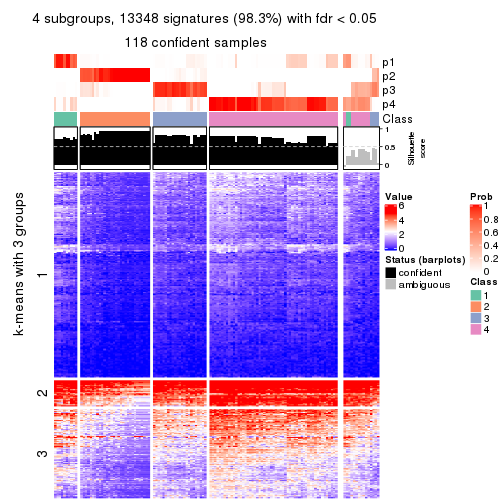 4 subgroups, 13348 signatures (98.3%) with fdr < 0.05
118 confident samples
p1
p2
p3
p4
Class
1
0.5
0
Silhouette
score
k-means with 3 groups
1
2
3
Value
6
4
2
0
Status (barplots)
confident
ambiguous
Prob
1
0.8
0.6
0.4
0.2
0
Class
1
2
3
4